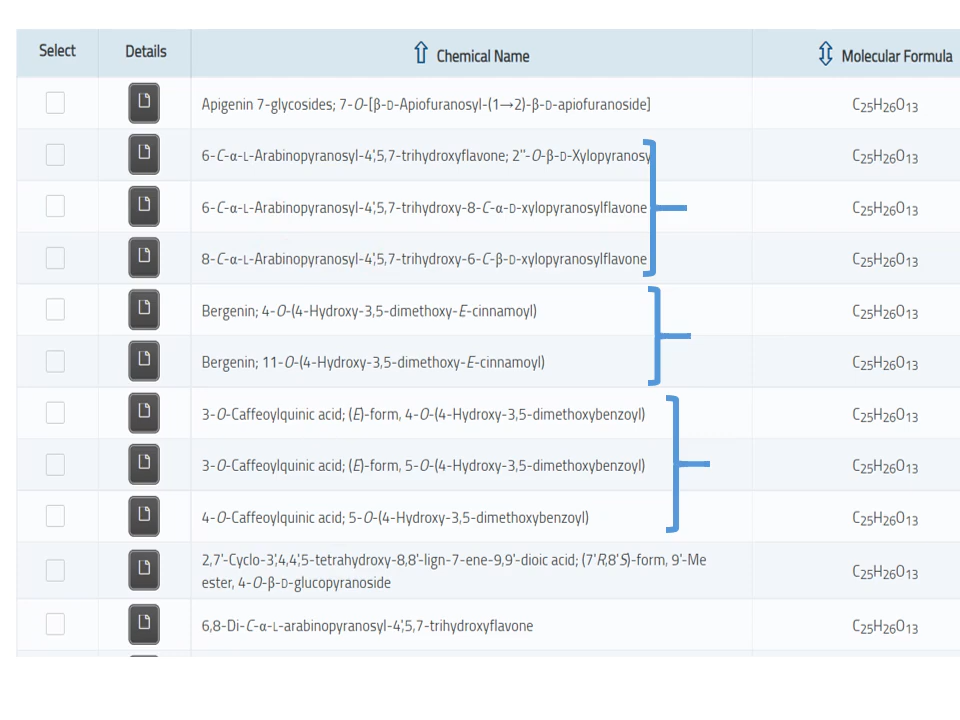 Select Details Chemical Name Molecular Formula
Apigenin 7-glycosides; 7-O-[β-D-Apiofuranosyl-(1→2)-β-D-apiofuranoside] C₂₅H₂₆O₁₃
6-C-α-L-Arabinopyranosyl-4',5,7-trihydroxyflavone; 2''-O-β-D-Xylopyranosy C₂₅H₂₆O₁₃
6-C-α-L-Arabinopyranosyl-4',5,7-trihydroxy-8-C-α-D-xylopyranosylflavone C₂₅H₂₆O₁₃
8-C-α-L-Arabinopyranosyl-4',5,7-trihydroxy-6-C-β-D-xylopyranosylflavone C₂₅H₂₆O₁₃
Bergenin; 4-O-(4-Hydroxy-3,5-dimethoxy-E-cinnamoyl) C₂₅H₂₆O₁₃
Bergenin; 11-O-(4-Hydroxy-3,5-dimethoxy-E-cinnamoyl) C₂₅H₂₆O₁₃
3-O-Caffeoylquinic acid; (E)-form, 4-O-(4-Hydroxy-3,5-dimethoxybenzoyl) C₂₅H₂₆O₁₃
3-O-Caffeoylquinic acid; (E)-form, 5-O-(4-Hydroxy-3,5-dimethoxybenzoyl) C₂₅H₂₆O₁₃
4-O-Caffeoylquinic acid; 5-O-(4-Hydroxy-3,5-dimethoxybenzoyl) C₂₅H₂₆O₁₃
2,7'-Cyclo-3',4,4',5-tetrahydroxy-8,8'-lign-7-ene-9,9'-dioic acid; (7'R,8'S)-form, 9'-Me
ester, 4-O-β-D-glucopyranoside C₂₅H₂₆O₁₃
6,8-Di-C-α-L-arabinopyranosyl-4',5,7-trihydroxyflavone C₂₅H₂₆O₁₃